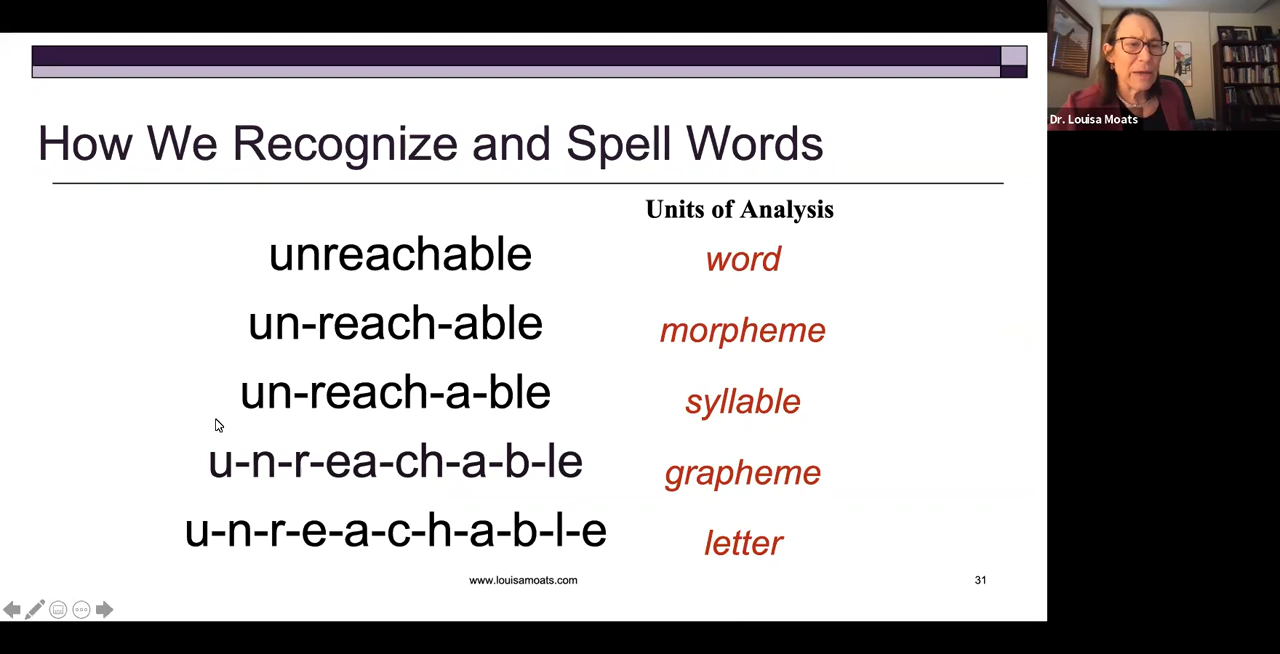 Dr. Louisa Moats
How We Recognize and Spell Words
Units of Analysis
unreachable word
un-reach-able morpheme
un-reach-a-ble syllable
u-n-r-ea-ch-a-b-le grapheme
u-n-r-e-a-c-h-a-b-l-e letter
www.louisamoats.com 31